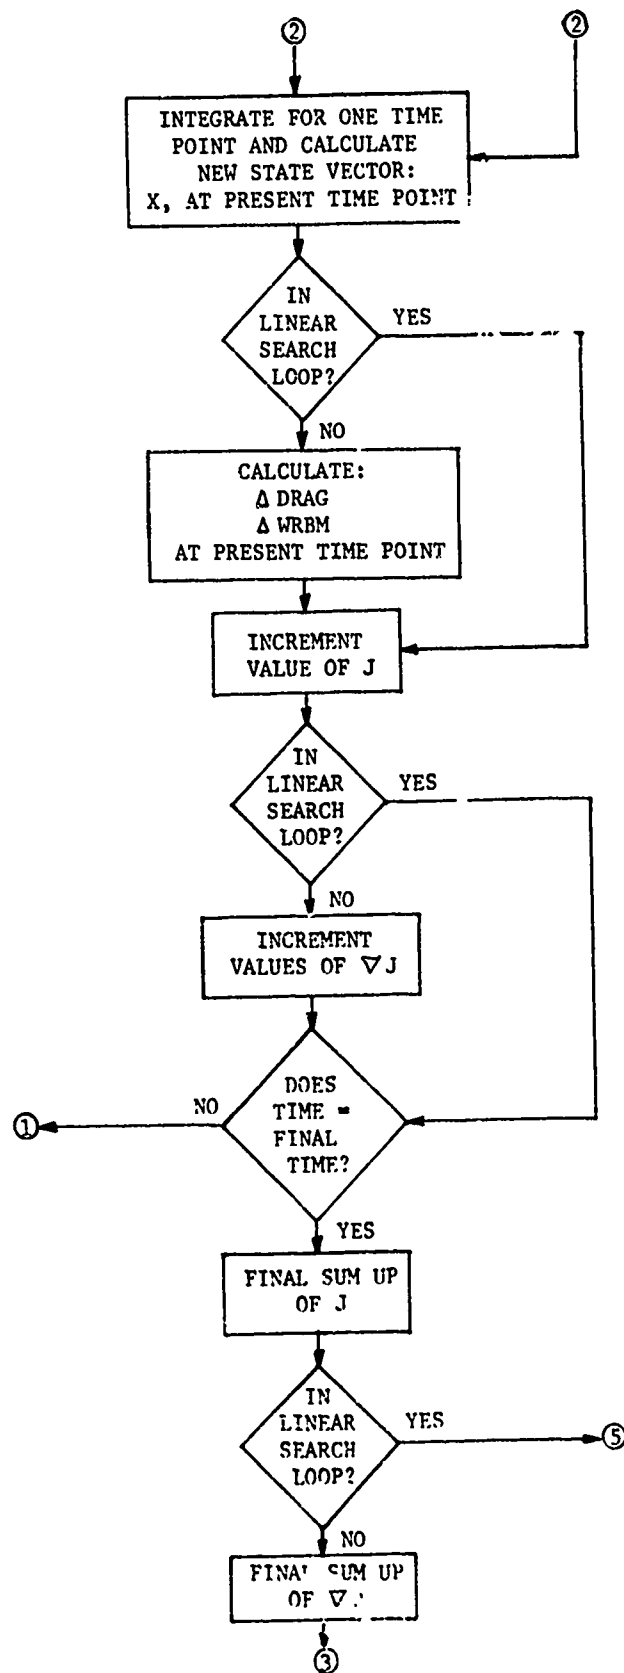 2
2
INTEGRATE FOR ONE TIME
POINT AND CALCULATE
NEW STATE VECTOR:
X, AT PRESENT TIME POINT
IN
LINEAR
SEARCH
LOOP?
YES
NO
CALCULATE:
Δ DRAG
Δ WRBM
AT PRESENT TIME POINT
INCREMENT
VALUE OF J
IN
LINEAR
SEARCH
LOOP?
YES
NO
INCREMENT
VALUES OF ∇J
DOES
TIME =
FINAL
TIME?
NO
1
YES
FINAL SUM UP
OF J
IN
LINEAR
SEARCH
LOOP?
YES
5
NO
FINAL SUM UP
OF ∇
3